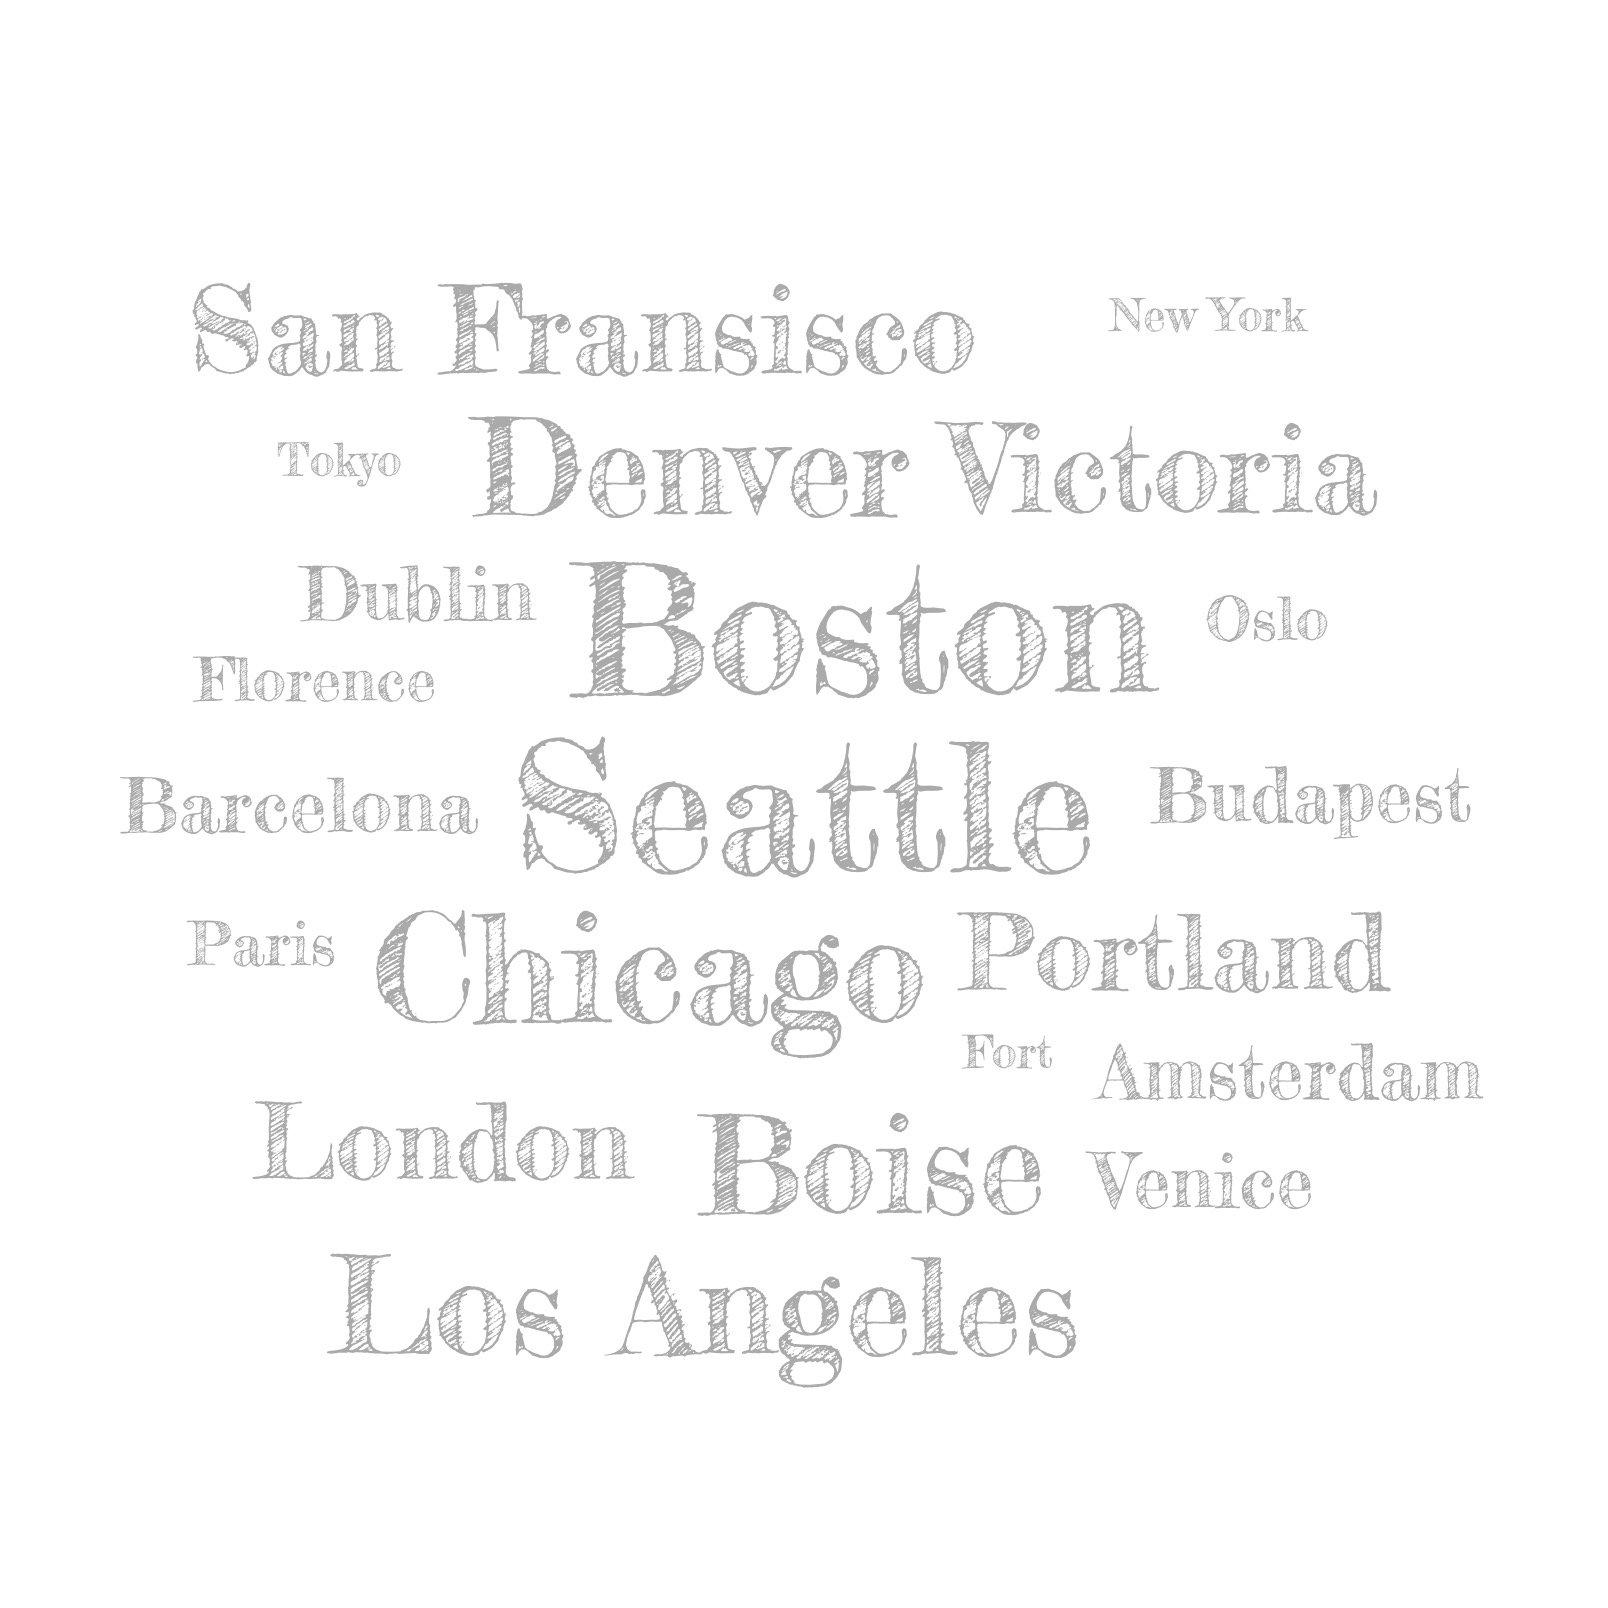 San Fransisco New York
Tokyo Denver Victoria
Dublin Boston Oslo
Florence
Barcelona Seattle Budapest
Paris Chicago Portland
Fort Amsterdam
London Boise Venice
Los Angeles